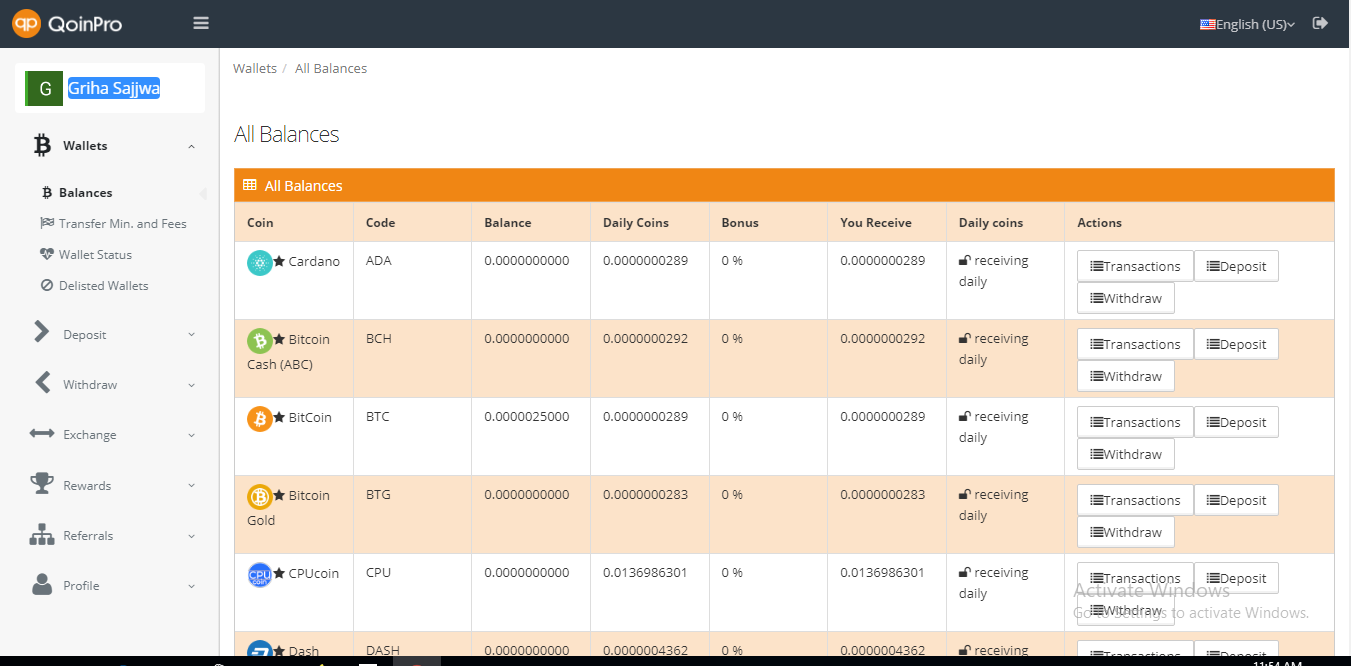 qp QoinPro
English (US)
G Griha Sajjwa
Wallets / All Balances
Wallets
Balances
Transfer Min. and Fees
Wallet Status
Delisted Wallets
Deposit
Withdraw
Exchange
Rewards
Referrals
Profile
All Balances
All Balances
Coin Code Balance Daily Coins Bonus You Receive Daily coins Actions
Cardano ADA 0.0000000000 0.0000000289 0 % 0.0000000289 receiving Transactions Deposit
daily Withdraw
Bitcoin BCH 0.0000000000 0.0000000292 0 % 0.0000000292 receiving Transactions Deposit
Cash (ABC) daily Withdraw
BitCoin BTC 0.0000025000 0.0000000289 0 % 0.0000000289 receiving Transactions Deposit
daily Withdraw
Bitcoin BTG 0.0000000000 0.0000000283 0 % 0.0000000283 receiving Transactions Deposit
Gold daily Withdraw
CPU coin CPUcoin CPU 0.0000000000 0.0136986301 0 % 0.0136986301 receiving Transactions Deposit
daily Withdraw
Activate Windows
Go to Settings to activate Windows.
Dash DASH 0.0000000000 0.0000004362 0 % 0.0000004362 receiving Transactions Deposit
11:54 AM